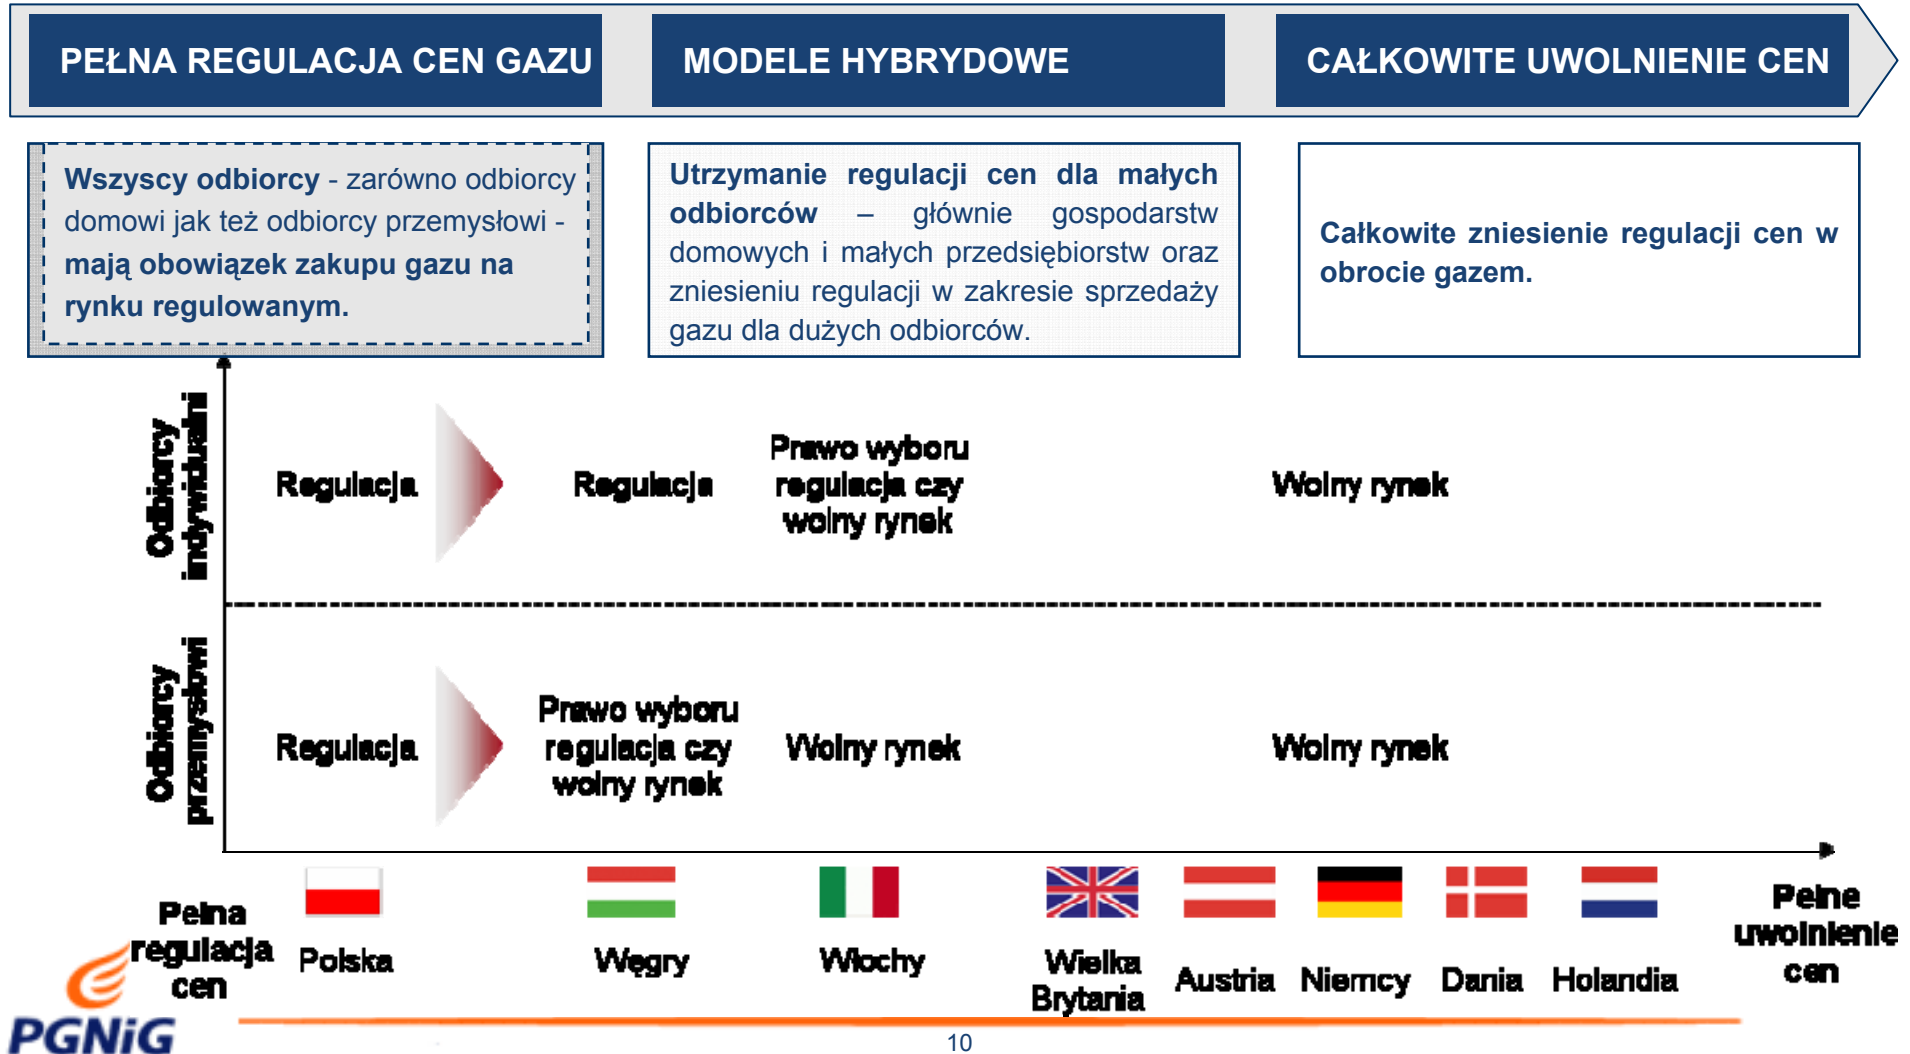 PEŁNA REGULACJA CEN GAZU
MODELE HYBRYDOWE
CAŁKOWITE UWOLNIENIE CEN
Wszyscy odbiorcy - zarówno odbiorcy
domowi jak też odbiorcy przemysłowi -
mają obowiązek zakupu gazu na
rynku regulowanym.
Utrzymanie regulacji cen dla małych
odbiorców – głównie gospodarstw
domowych i małych przedsiębiorstw oraz
zniesieniu regulacji w zakresie sprzedaży
gazu dla dużych odbiorców.
Całkowite zniesienie regulacji cen w
obrocie gazem.
Odbiorcy
indywidualni
Regulacja
Regulacja
Prawo wyboru
regulacja czy
wolny rynek
Wolny rynek
Odbiorcy
przemysłowi
Regulacja
Prawo wyboru
regulacja czy
wolny rynek
Wolny rynek
Wolny rynek
Pełna
regulacja
cen
Polska
Węgry
Włochy
Wielka
Brytania
Austria
Niemcy
Dania
Holandia
Pełne
uwolnienie
cen
PGNiG
10